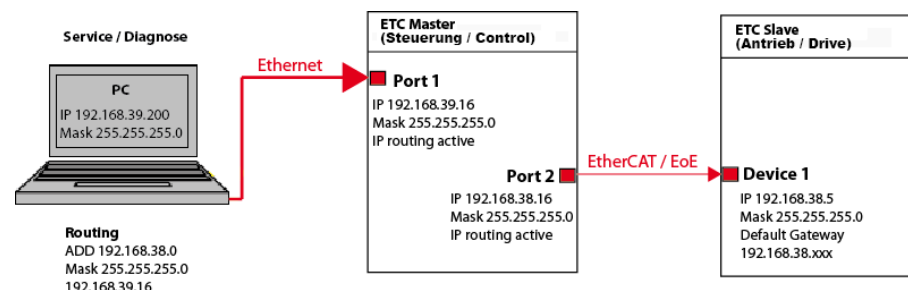 Service / Diagnose
PC
IP 192.168.39.200
Mask 255.255.255.0
Routing
ADD 192.168.38.0
Mask 255.255.255.0
192.168.39.16
Ethernet
ETC Master
(Steuerung / Control)
Port 1
IP 192.168.39.16
Mask 255.255.255.0
IP routing active
Port 2
IP 192.168.38.16
Mask 255.255.255.0
IP routing active
EtherCAT / EoE
ETC Slave
(Antrieb / Drive)
Device 1
IP 192.168.38.5
Mask 255.255.255.0
Default Gateway
192.168.38.xxx